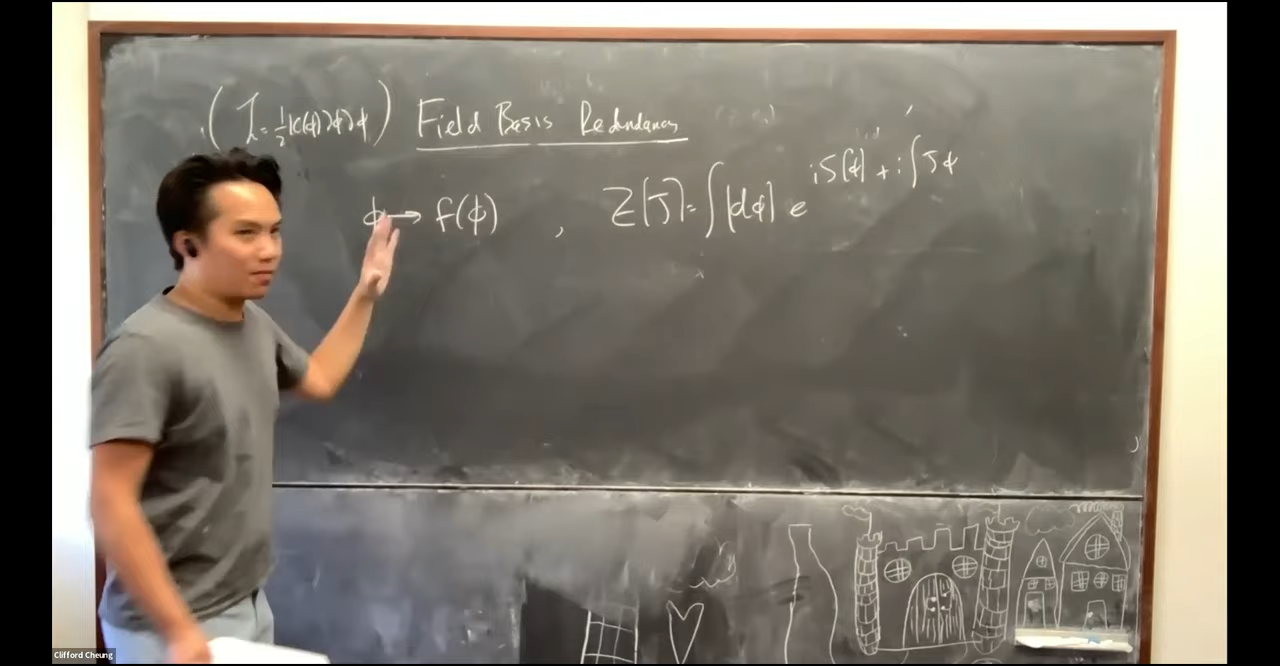 (L = ½ K(ϕ) ∂ϕ ∂ϕ) Field Basis Redundancy
ϕ → f(ϕ) , Z[J] = ∫[dϕ] e^{iS[ϕ] + i∫Jϕ}
Clifford Cheung